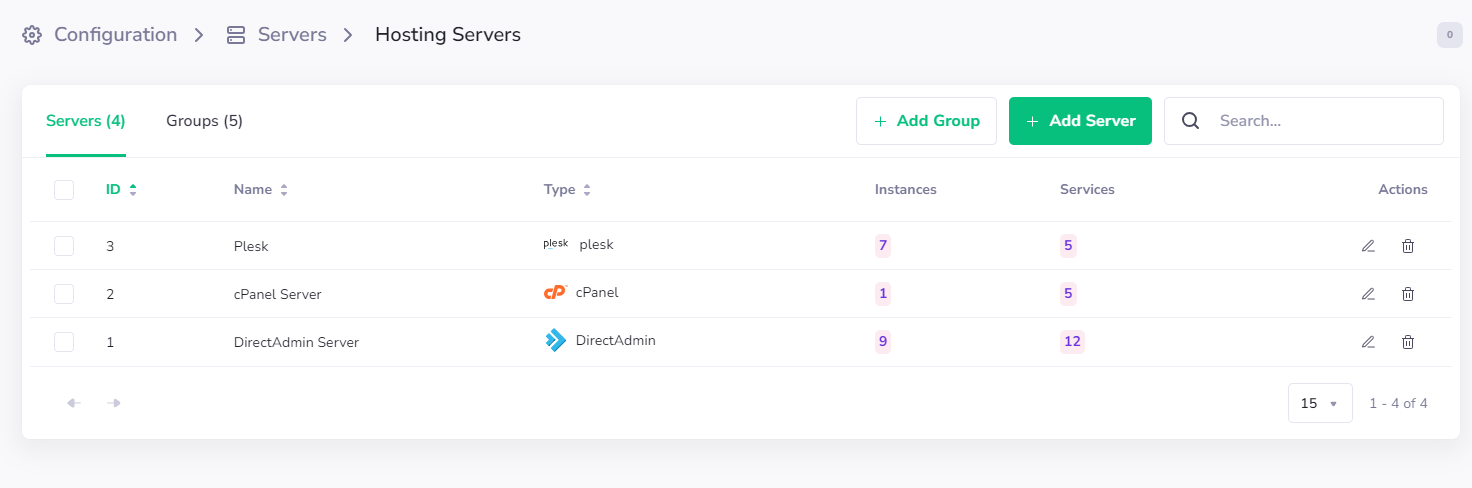 Configuration > Servers > Hosting Servers
0
Servers (4) Groups (5) + Add Group + Add Server Search...
ID Name Type Instances Services Actions
3 Plesk plesk plesk 7 5
2 cPanel Server cP cPanel 1 5
1 DirectAdmin Server DirectAdmin 9 12
15 1 - 4 of 4